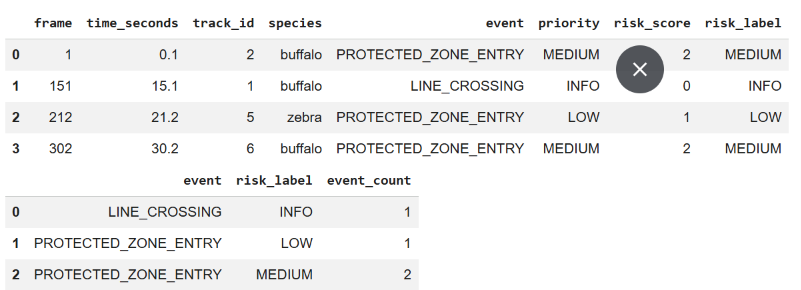 frame time_seconds track_id species event priority risk_score risk_label
0 1 0.1 2 buffalo PROTECTED_ZONE_ENTRY MEDIUM 2 MEDIUM
1 151 15.1 1 buffalo LINE_CROSSING INFO 0 INFO
2 212 21.2 5 zebra PROTECTED_ZONE_ENTRY LOW 1 LOW
3 302 30.2 6 buffalo PROTECTED_ZONE_ENTRY MEDIUM 2 MEDIUM
event risk_label event_count
0 LINE_CROSSING INFO 1
1 PROTECTED_ZONE_ENTRY LOW 1
2 PROTECTED_ZONE_ENTRY MEDIUM 2